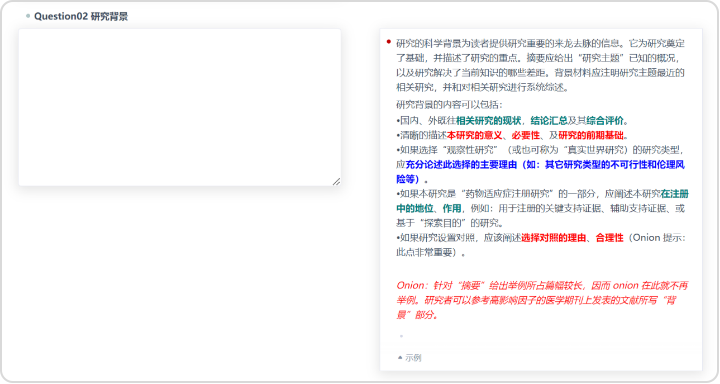 Question02 研究背景
研究的科学背景为读者提供研究重要的来龙去脉的信息。它为研究奠定
了基础，并描述了研究的重点。摘要应给出“研究主题”已知的概况，
以及研究解决了当前知识的哪些差距。背景材料应注明研究主题最近的
相关研究，并和对相关研究进行系统综述。
研究背景的内容可以包括：
•国内、外既往相关研究的现状，结论汇总及其综合评价。
•清晰的描述本研究的意义、必要性、及研究的前期基础。
•如果选择“观察性研究”（或也可称为“真实世界研究）的研究类型，
应充分论述此选择的主要理由（如：其它研究类型的不可行性和伦理风
险等）。
•如果本研究是“药物适应症注册研究”的一部分，应阐述本研究在注册
中的地位、作用，例如：用于注册的关键支持证据、辅助支持证据、或
基于“探索目的”的研究。
•如果研究设置对照，应该阐述选择对照的理由、合理性（Onion 提示：
此点非常重要）。
Onion：针对“摘要”给出举例所占篇幅较长，因而 onion 在此就不再
举例。研究者可以参考高影响因子的医学期刊上发表的文献所写“背
景”部分。
。
示例